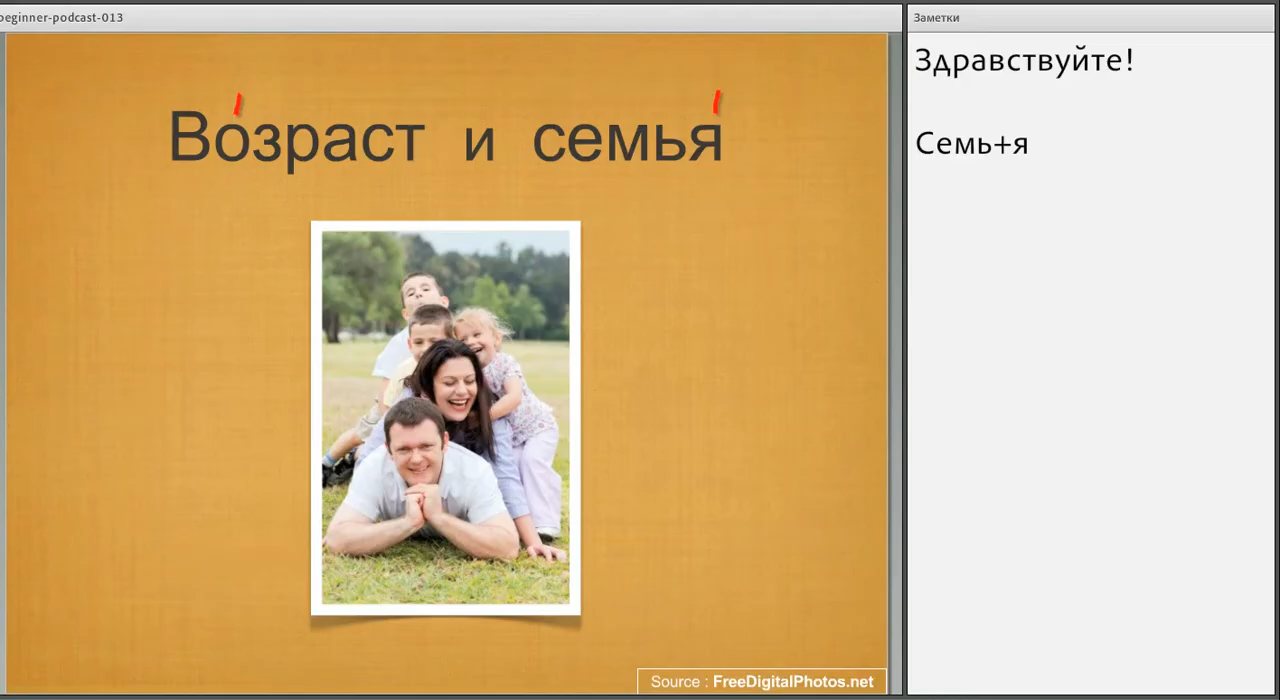 beginner-podcast-013
Возраст и семья
Source : FreeDigitalPhotos.net
Заметки
Здравствуйте!
Семь+я